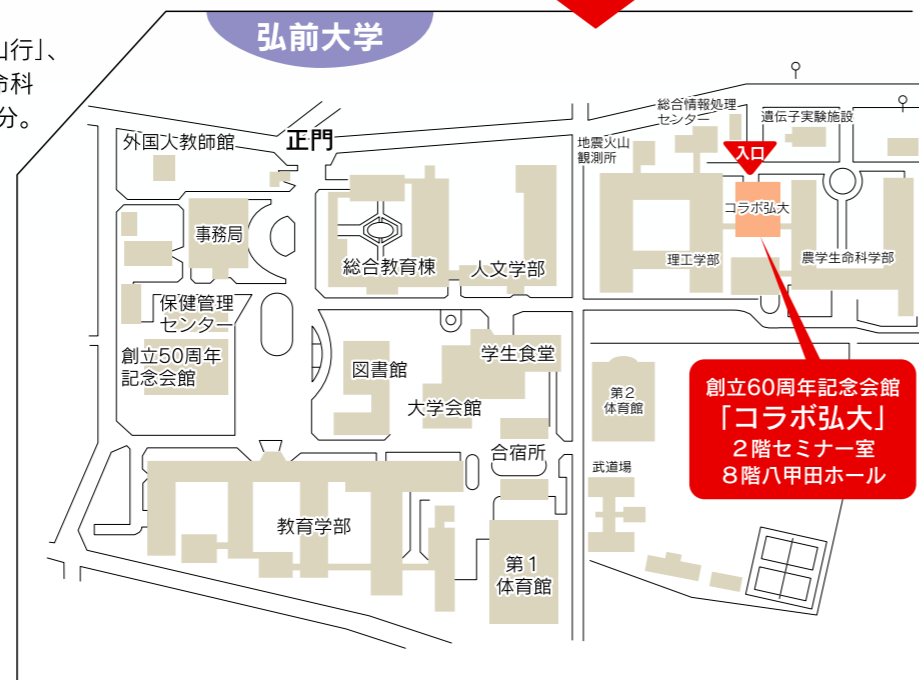 山行」、
命科
分。
弘前大学
外国人教師館
正門
総合情報処理
センター
遺伝子実験施設
地震火山
観測所
入口
コラボ弘大
事務局
総合教育棟
人文学部
理工学部
農学生命科学部
保健管理
センター
創立50周年
記念会館
図書館
学生食堂
大学会館
第2
体育館
創立60周年記念会館
「コラボ弘大」
2階セミナー室
8階八甲田ホール
合宿所
武道場
教育学部
第1
体育館